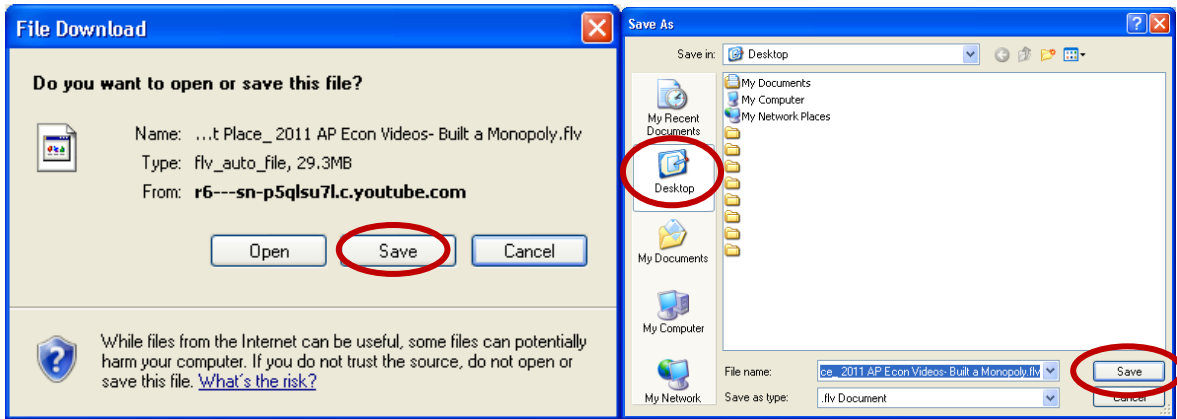 File Download
Do you want to open or save this file?
Name: ...t Place_ 2011 AP Econ Videos- Built a Monopoly.flv
Type: flv_auto_file, 29.3MB
From: r6---sn-p5qlsu7l.c.youtube.com
Open Save Cancel
While files from the Internet can be useful, some files can potentially
harm your computer. If you do not trust the source, do not open or
save this file. What's the risk?
Save As
Save in: Desktop
My Recent
Documents
Desktop
My Documents
My Computer
My Network
My Documents
My Computer
My Network Places
File name: ce_ 2011 AP Econ Videos- Built a Monopoly.flv Save
Save as type: .flv Document Cancel